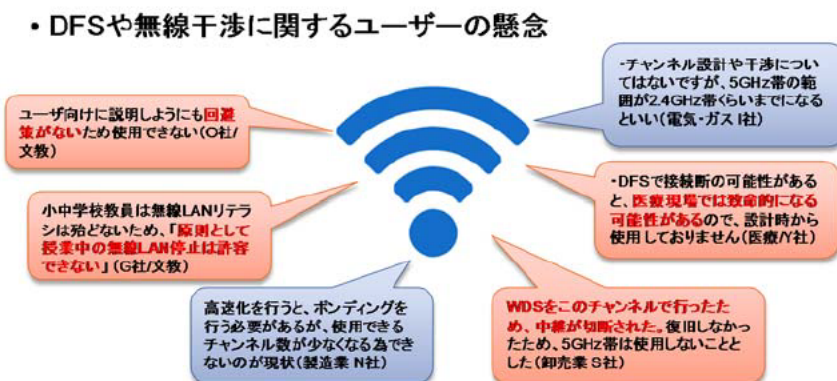 ・DFSや無線干渉に関するユーザーの懸念
ユーザ向けに説明しようにも回避
策がないため使用できない(O社/
文教)
小中学校教員は無線LANリテラ
シは殆どないため、「原則として
授業中の無線LAN停止は許容
できない」(G社/文教)
高速化を行うと、ボンディングを
行う必要があるが、使用できる
チャンネル数が少なくなる為でき
ないのが現状(製造業 N社)
・チャンネル設計や干渉につい
てはないですが、5GHz帯の範
囲が2.4GHz帯くらいまでになる
といい(電気・ガス I社)
・DFSで接続断の可能性がある
と、医療現場では致命的になる
可能性があるので、設計時から
使用しておりません(医療/Y社)
WDSをこのチャンネルで行ったた
め、中継が切断された。復旧しなかっ
たため、5GHz帯は使用しないことと
した(卸売業 S社)